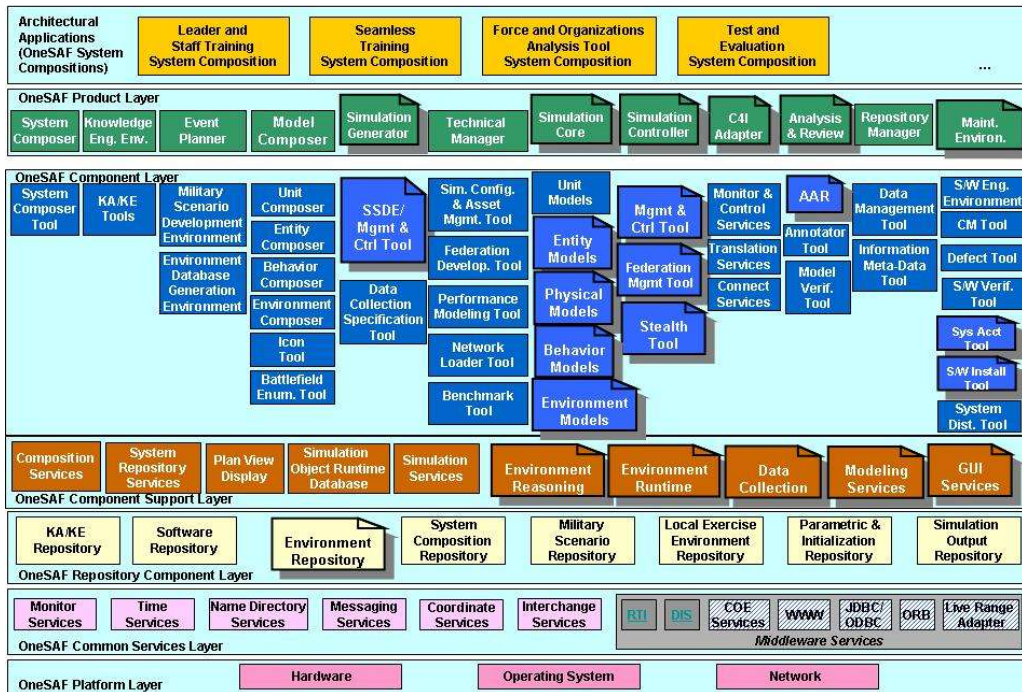 Architectural
Applications
(OneSAF System
Compositions)
Leader and
Staff Training
System Composition
Seamless
Training
System Composition
Force and Organizations
Analysis Tool
System Composition
Test and
Evaluation
System Composition
...
OneSAF Product Layer
System
Composer
Knowledge
Eng. Env.
Event
Planner
Model
Composer
Simulation
Generator
Technical
Manager
Simulation
Core
Simulation
Controller
C4I
Adapter
Analysis
& Review
Repository
Manager
Maint.
Environ.
OneSAF Component Layer
System
Composer
Tool
KA/KE
Tools
Military
Scenario
Development
Environment
Environment
Database
Generation
Environment
Unit
Composer
Entity
Composer
Behavior
Composer
Environment
Composer
Icon
Tool
Battlefield
Enum. Tool
SSDE/
Mgmt &
Ctrl Tool
Data
Collection
Specification
Tool
Sim. Config.
& Asset
Mgmt. Tool
Federation
Develop. Tool
Performance
Modeling Tool
Network
Loader Tool
Benchmark
Tool
Unit
Models
Entity
Models
Physical
Models
Behavior
Models
Environment
Models
Mgmt &
Ctrl Tool
Federation
Mgmt Tool
Stealth
Tool
Monitor &
Control
Services
Translation
Services
Connect
Services
AAR
Annotator
Tool
Model
Verif.
Tool
Data
Management
Tool
Information
Meta-Data
Tool
S/W Eng.
Environment
CM Tool
Defect Tool
S/W Verif.
Tool
Sys Acct
Tool
S/W Install
Tool
System
Dist. Tool
Composition
Services
System
Repository
Services
Plan View
Display
Simulation
Object Runtime
Database
Simulation
Services
Environment
Reasoning
Environment
Runtime
Data
Collection
Modeling
Services
GUI
Services
OneSAF Component Support Layer
KA/KE
Repository
Software
Repository
Environment
Repository
System
Composition
Repository
Military
Scenario
Repository
Local Exercise
Environment
Repository
Parametric &
Initialization
Repository
Simulation
Output
Repository
OneSAF Repository Component Layer
Monitor
Services
Time
Services
Name Directory
Services
Messaging
Services
Coordinate
Services
Interchange
Services
RTI
DIS
COE
Services
WWW
JDBC/
ODBC
ORB
Live Range
Adapter
Middleware Services
OneSAF Common Services Layer
Hardware
Operating System
Network
OneSAF Platform Layer